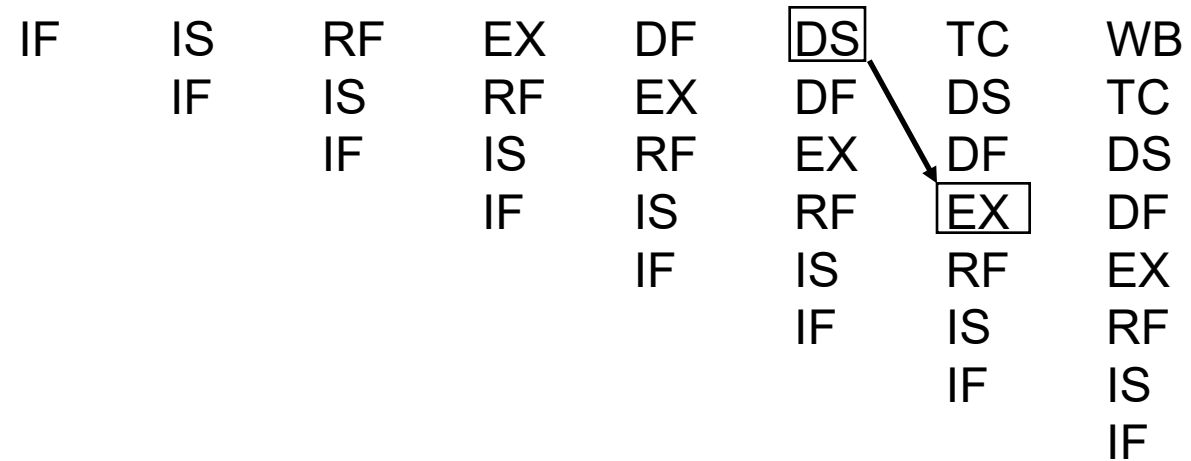 IF IS RF EX DF DS TC WB
IF IS RF EX DF DS TC
IF IS RF EX DF DS
IF IS RF EX DF
IF IS RF EX
IF IS RF
IF IS
IF